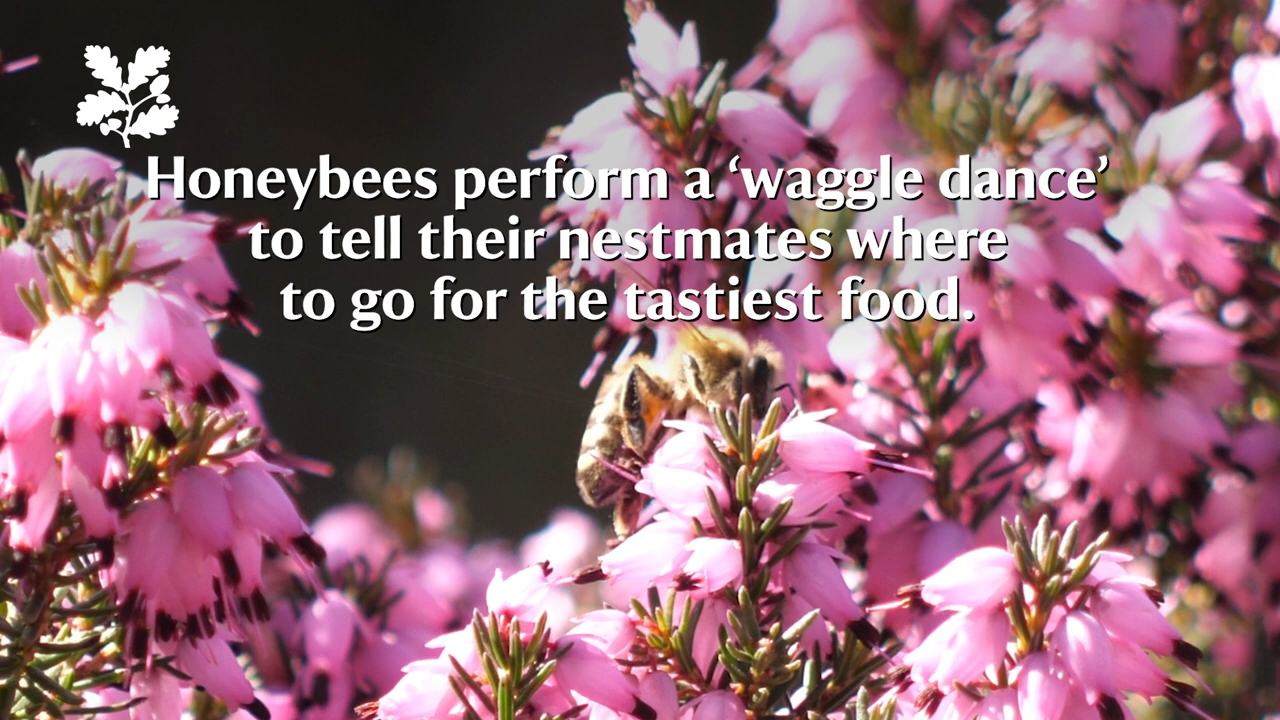 Honeybees perform a ‘waggle dance’
to tell their nestmates where
to go for the tastiest food.